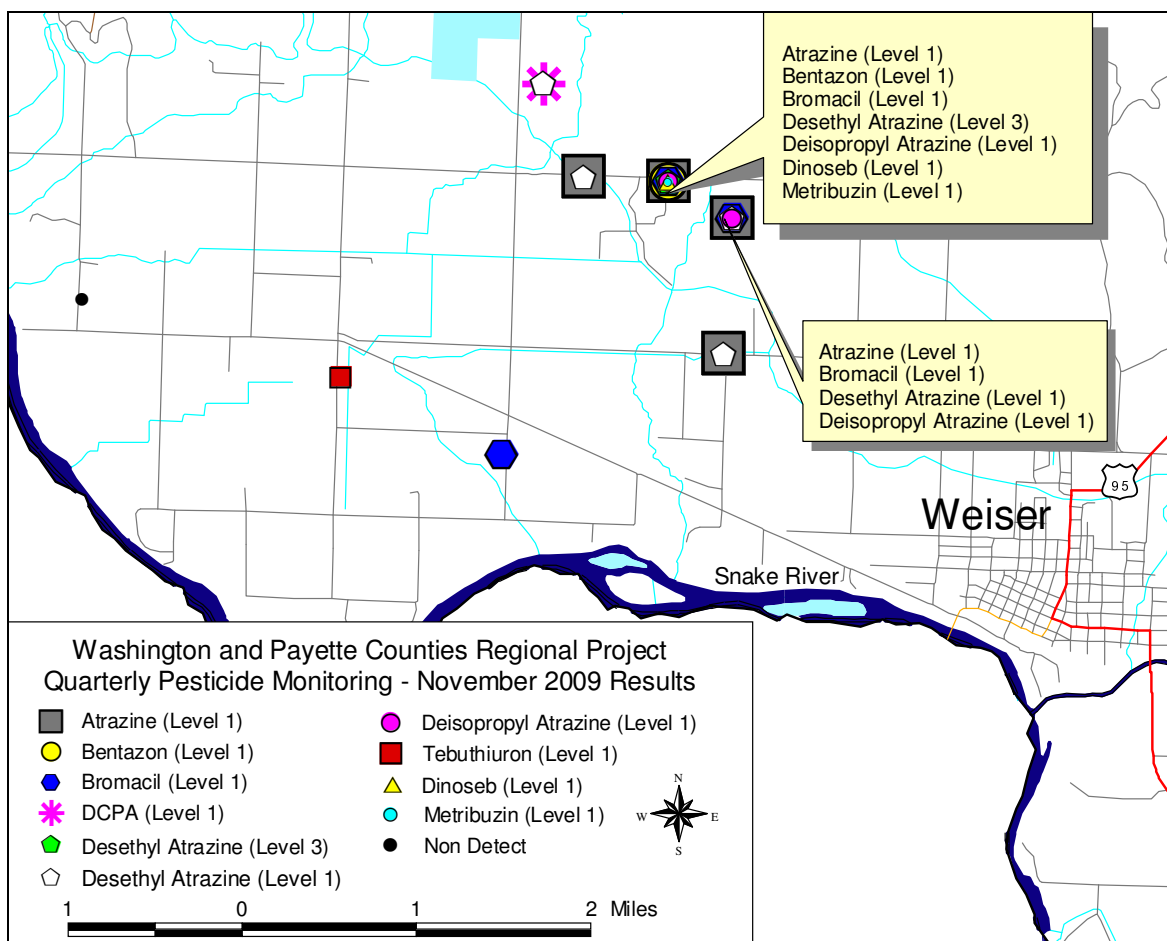 Atrazine (Level 1)
Bentazon (Level 1)
Bromacil (Level 1)
Desethyl Atrazine (Level 3)
Deisopropyl Atrazine (Level 1)
Dinoseb (Level 1)
Metribuzin (Level 1)
Atrazine (Level 1)
Bromacil (Level 1)
Desethyl Atrazine (Level 1)
Deisopropyl Atrazine (Level 1)
95
Weiser
Snake River
Washington and Payette Counties Regional Project
Quarterly Pesticide Monitoring - November 2009 Results
Atrazine (Level 1)
Bentazon (Level 1)
Bromacil (Level 1)
DCPA (Level 1)
Desethyl Atrazine (Level 3)
Desethyl Atrazine (Level 1)
Deisopropyl Atrazine (Level 1)
Tebuthiuron (Level 1)
Dinoseb (Level 1)
Metribuzin (Level 1)
Non Detect
N
W E
S
1 0 1 2 Miles